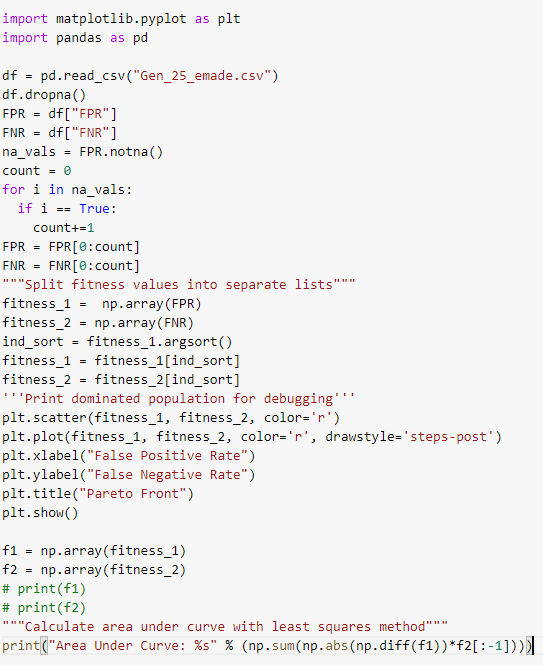 import matplotlib.pyplot as plt
import pandas as pd

df = pd.read_csv("Gen_25_emade.csv")
df.dropna()
FPR = df["FPR"]
FNR = df["FNR"]
na_vals = FPR.notna()
count = 0
for i in na_vals:
  if i == True:
    count+=1
FPR = FPR[0:count]
FNR = FNR[0:count]
"""Split fitness values into separate lists"""
fitness_1 =  np.array(FPR)
fitness_2 = np.array(FNR)
ind_sort = fitness_1.argsort()
fitness_1 = fitness_1[ind_sort]
fitness_2 = fitness_2[ind_sort]
'''Print dominated population for debugging'''
plt.scatter(fitness_1, fitness_2, color='r')
plt.plot(fitness_1, fitness_2, color='r', drawstyle='steps-post')
plt.xlabel("False Positive Rate")
plt.ylabel("False Negative Rate")
plt.title("Pareto Front")
plt.show()

f1 = np.array(fitness_1)
f2 = np.array(fitness_2)
# print(f1)
# print(f2)
"""Calculate area under curve with least squares method"""
print("Area Under Curve: %s" % (np.sum(np.abs(np.diff(f1))*f2[:-1])))